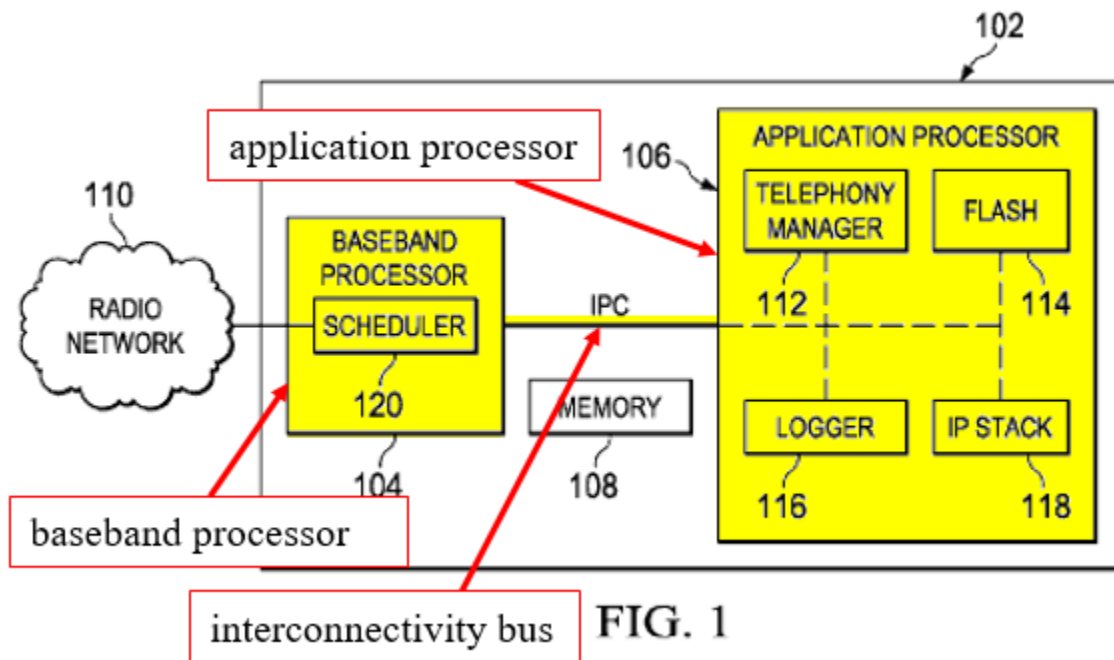 102
application processor
APPLICATION PROCESSOR
106
TELEPHONY
MANAGER
FLASH
112
114
110
RADIO
NETWORK
BASEBAND
PROCESSOR
SCHEDULER
120
IPC
MEMORY
LOGGER
IP STACK
104
108
116
118
baseband processor
interconnectivity bus
FIG. 1